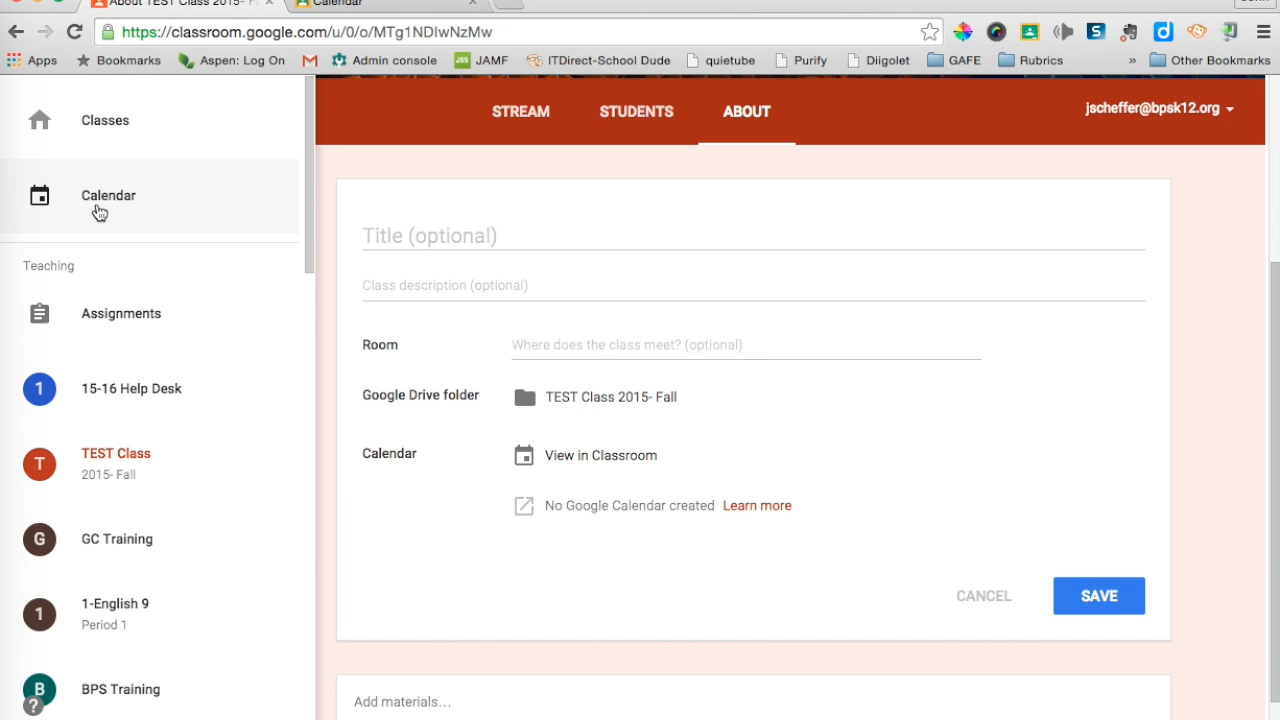 About TEST Class 2015- F
Calendar
https://classroom.google.com/u/0/o/MTg1NDIwNzMw
Apps Bookmarks Aspen: Log On Admin console JSS JAMF ITDirect-School Dude quietube Purify Diigolet GAFE Rubrics » Other Bookmarks
Classes
Calendar
Teaching
Assignments
1 15-16 Help Desk
T TEST Class
2015- Fall
G GC Training
1 1-English 9
Period 1
B BPS Training
?
STREAM STUDENTS ABOUT jscheffer@bpsk12.org
Title (optional)
Class description (optional)
Room Where does the class meet? (optional)
Google Drive folder TEST Class 2015- Fall
Calendar View in Classroom
No Google Calendar created Learn more
CANCEL SAVE
Add materials...